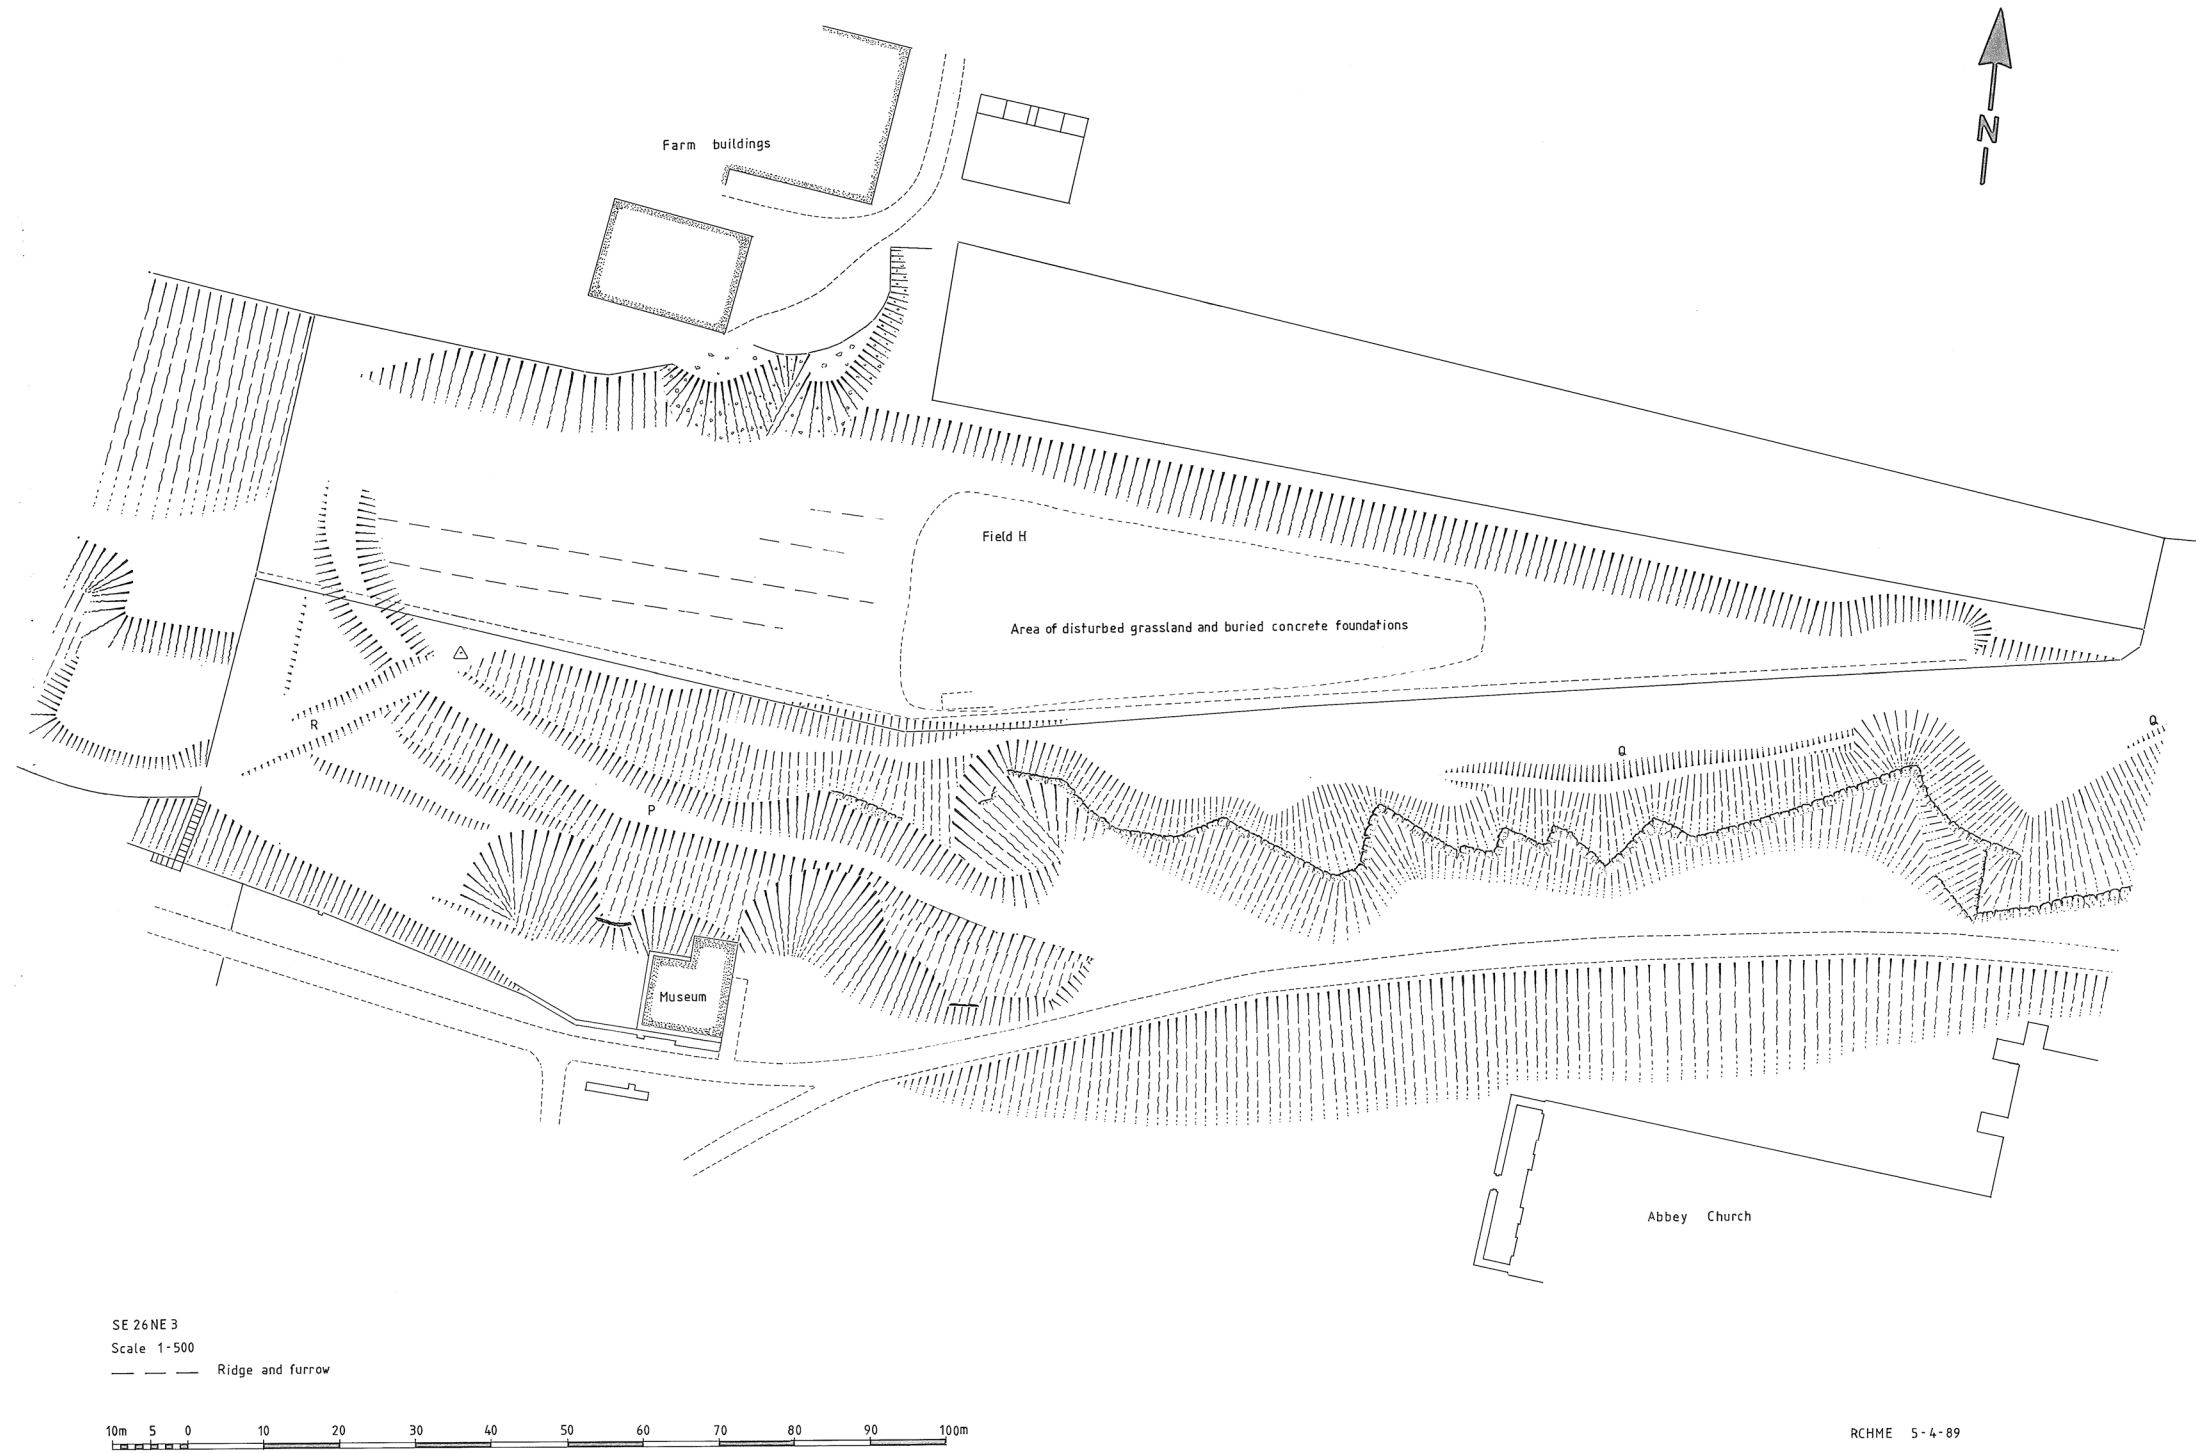 N
Farm buildings
Field H
Area of disturbed grassland and buried concrete foundations
R
Q
Q
P
Museum
Abbey Church
SE 26 NE 3
Scale 1-500
Ridge and furrow
10m 5 0 10 20 30 40 50 60 70 80 90 100m
RCHME 5-4-89